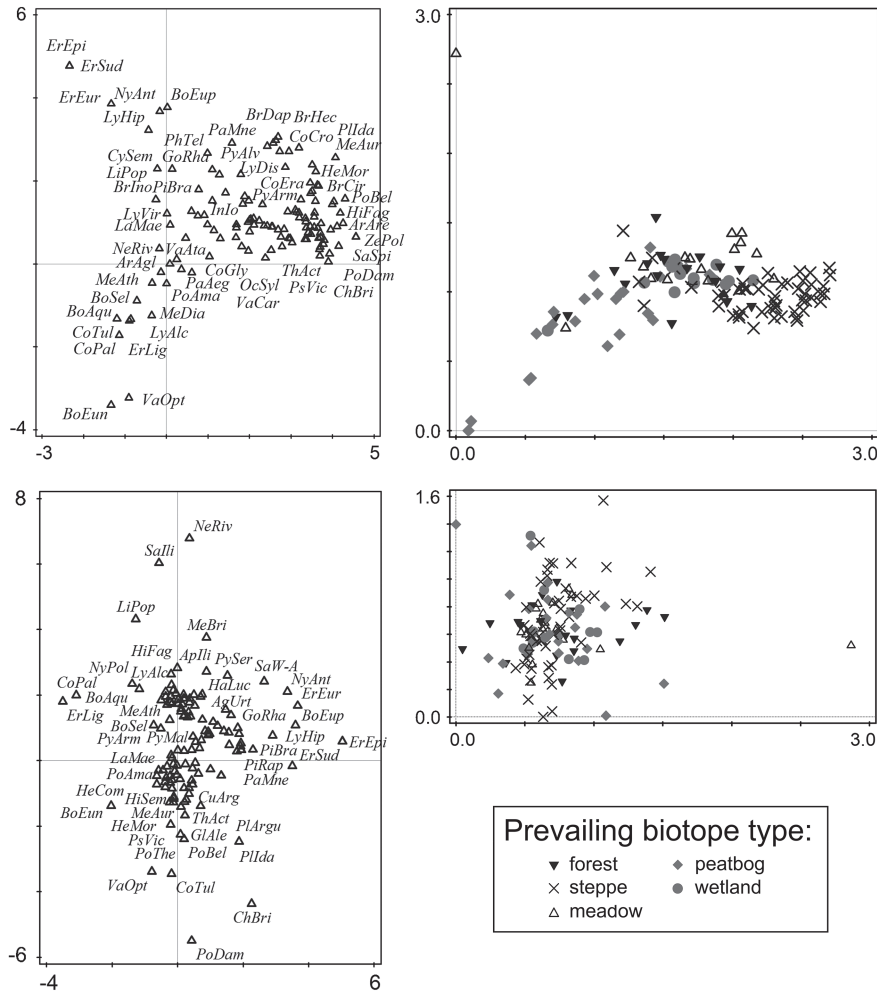 6
ErEpi
ErSud
ErEur NyAnt BoEup
LyHip
PaMne BrDap BrHec
CoCro PlIda
PhTel PyAlv MeAur
CySem GoRha LyDis HeMor
LiPop CoEra
BrInoPiBra PyArm BrCir
PoBel
LyVir InIo HiFag
LaMae ArAre
NeRiv VaAta ZePol
ArAgl SaSpi
MeAth PaAeg CoGly ThAct PoDam
BoSel PoAma OcSyl PsVic ChBri
BoAqu MeDia VaCar
CoTul LyAlc
CoPal ErLig
BoEun VaOpt
-4
-3 5
3.0
0.0
0.0 3.0
8
NeRiv
SaIli
LiPop
MeBri
HiFag ApIli PySer
NyPol LyAlc SaW-A
CoPal HaLuc NyAnt
BoAqu AgUrt ErEur
ErLig MeAth GoRha BoEup
BoSel PyMal LyHip
PyArm PiBra ErEpi
LaMae ErSud
PoAma PiRap
PaMne
HeCom CuArg
HiSem
BoEun MeAur ThAct
HeMor GlAle PlArgu
PsVic
PoThe PoBel PlIda
VaOpt CoTul
ChBri
PoDam
-6
-4 6
1.6
0.0
0.0 3.0
Prevailing biotope type:
forest peatbog
steppe wetland
meadow